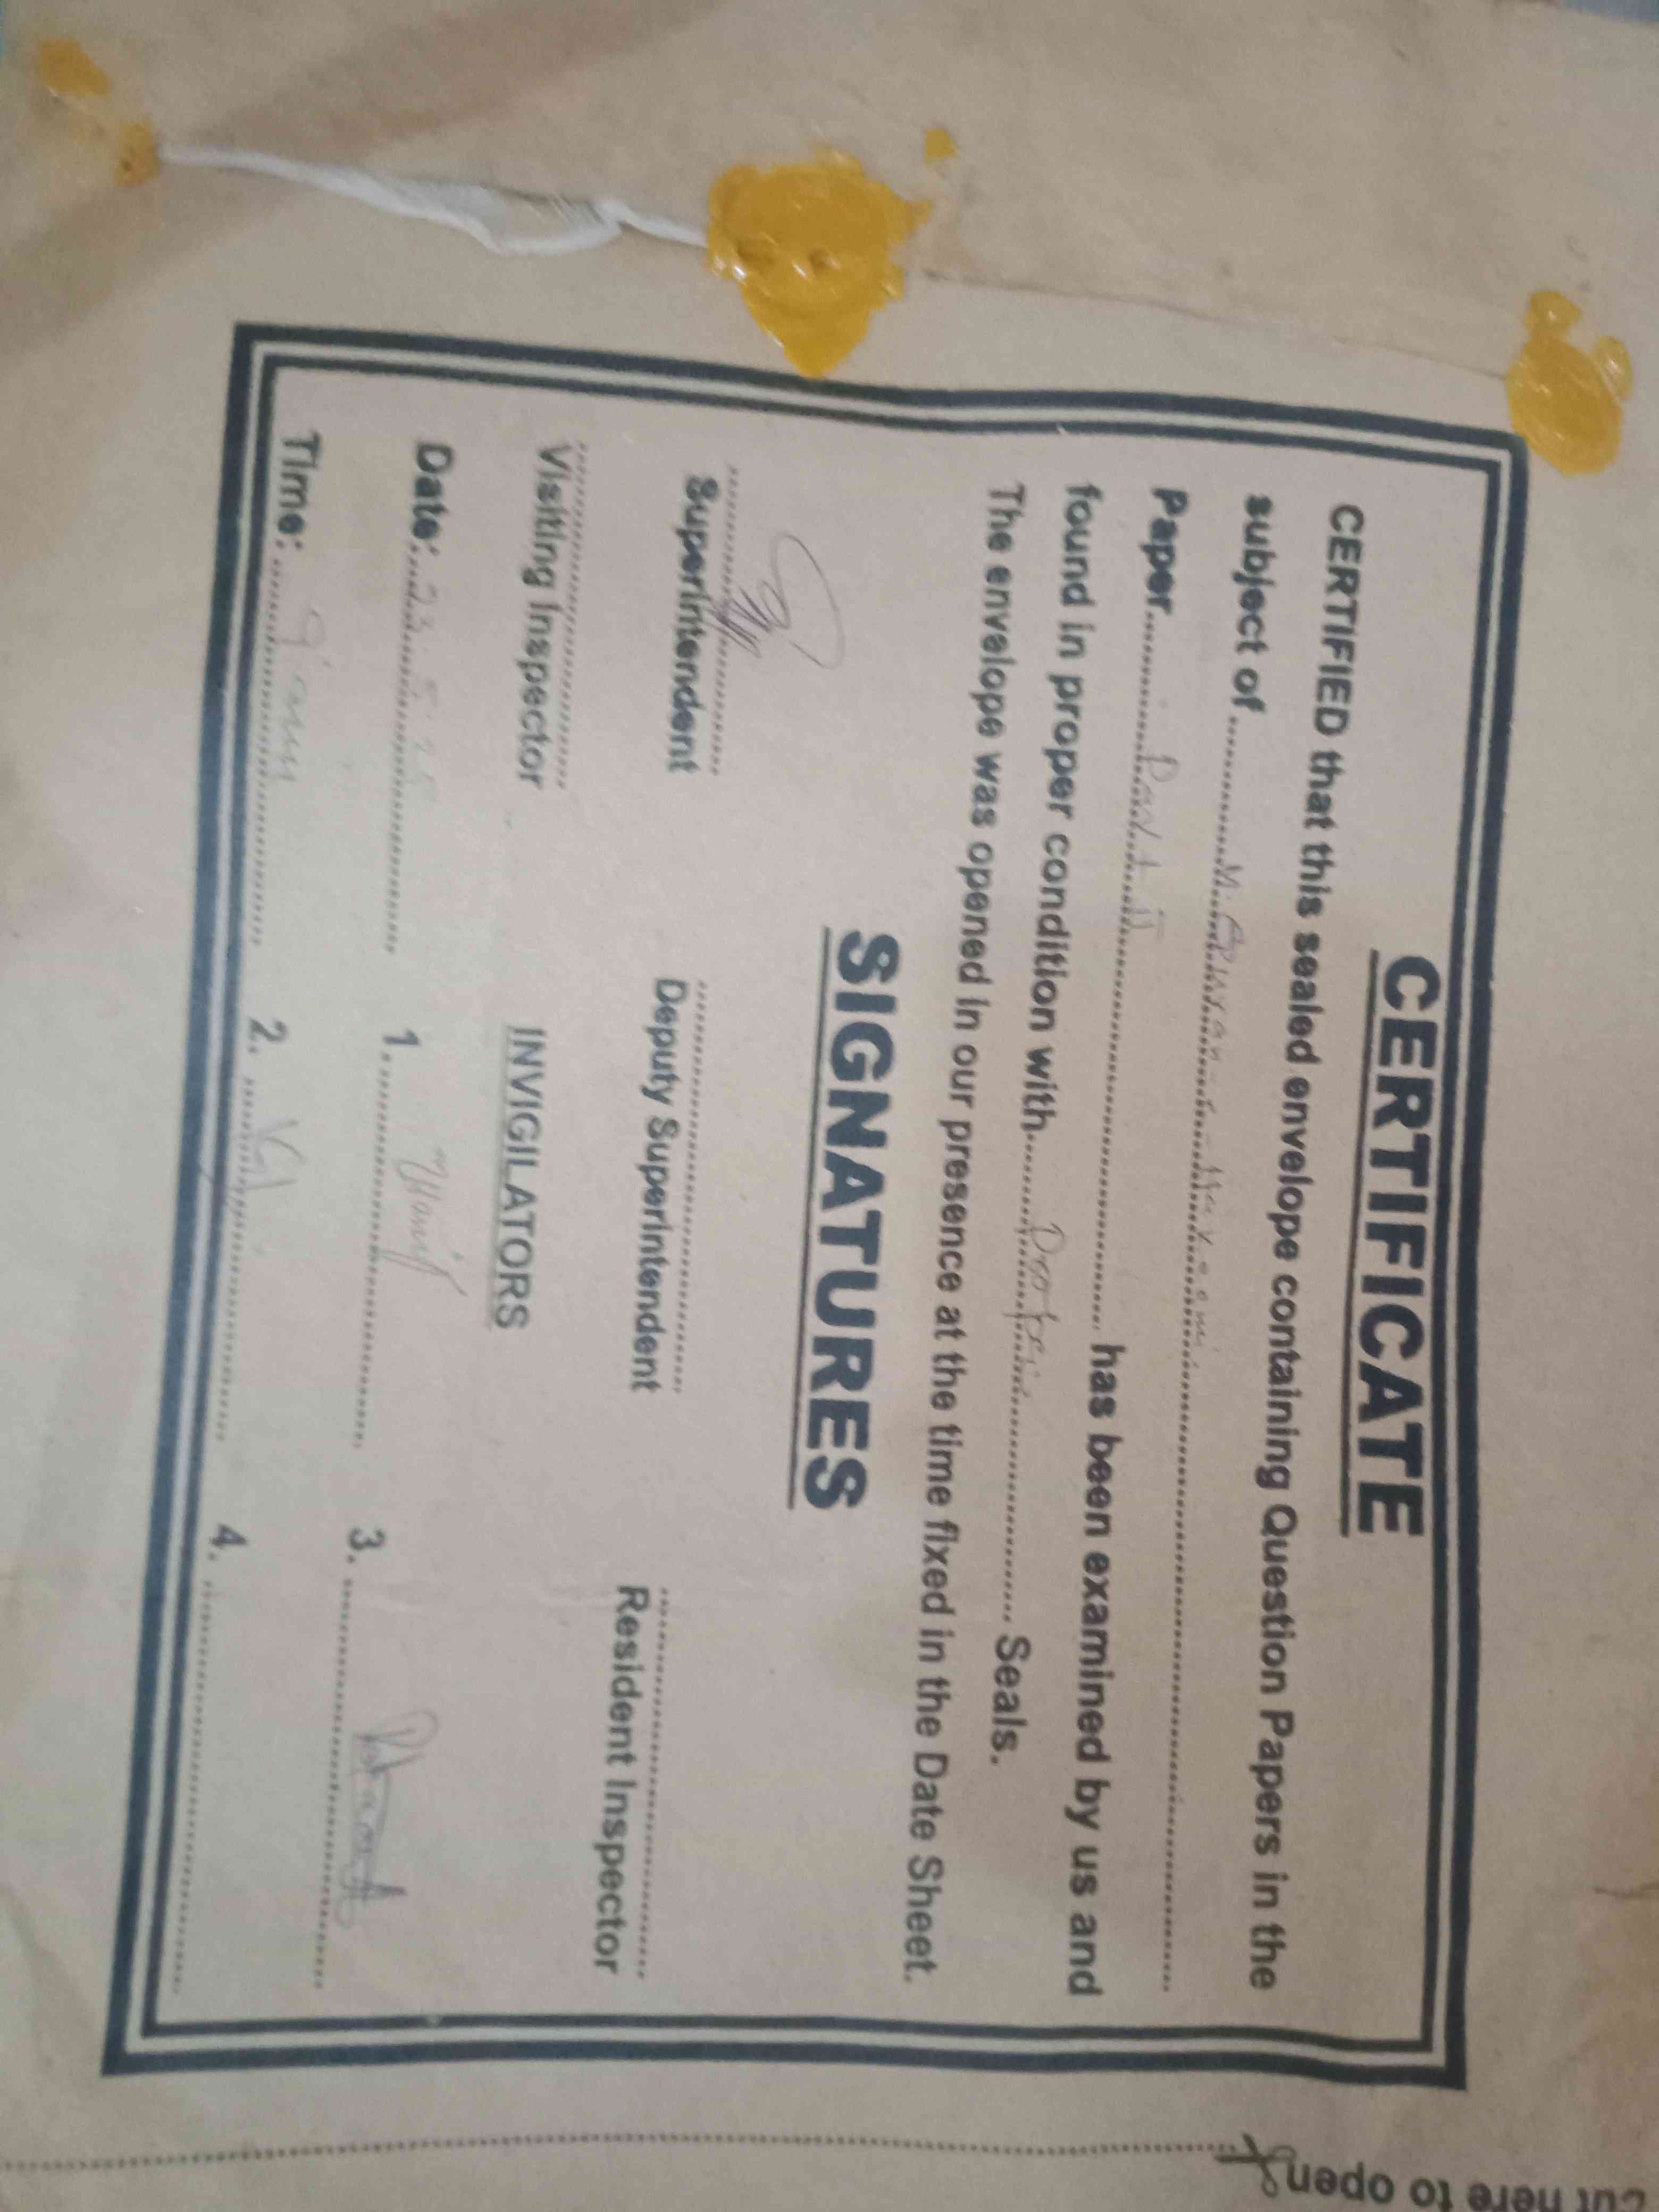 CERTIFICATE
CERTIFIED that this sealed envelope containing Question Papers in the
subject of ..........
Paper .......... Part II .......... has been examined by us and
found in proper condition with .......... Seals.
The envelope was opened in our presence at the time fixed in the Date Sheet.
SIGNATURES
Superintendent Deputy Superintendent Resident Inspector
Visiting Inspector INVIGILATORS
Date: .......... 1. .......... 3. ..........
Time: .......... 2. .......... 4. ..........
cut here to open